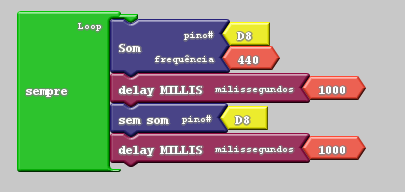 Loop
sempre
Som pino# D8
frequência 440
delay MILLIS milissegundos 1000
sem som pino# D8
delay MILLIS milissegundos 1000